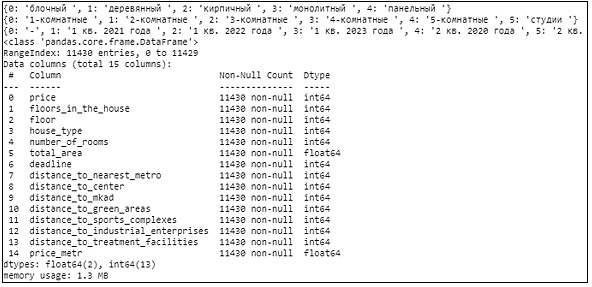 {0: 'блочный ', 1: 'деревянный ', 2: 'кирпичный ', 3: 'монолитный ', 4: 'панельный '}
{0: '1-комнатные ', 1: '2-комнатные ', 2: '3-комнатные ', 3: '4-комнатные ', 4: '5-комнатные ', 5: 'студии '}
{0: '-', 1: '1 кв. 2021 года ', 2: '1 кв. 2022 года ', 3: '1 кв. 2023 года ', 4: '2 кв. 2020 года ', 5: '2 кв.
<class 'pandas.core.frame.DataFrame'>
RangeIndex: 11430 entries, 0 to 11429
Data columns (total 15 columns):
 #   Column                             Non-Null Count  Dtype
---  ------                             --------------  -----
 0   price                              11430 non-null  int64
 1   floors_in_the_house                11430 non-null  int64
 2   floor                              11430 non-null  int64
 3   house_type                         11430 non-null  int64
 4   number_of_rooms                    11430 non-null  int64
 5   total_area                         11430 non-null  float64
 6   deadline                           11430 non-null  int64
 7   distance_to_nearest_metro          11430 non-null  int64
 8   distance_to_center                 11430 non-null  int64
 9   distance_to_mkad                   11430 non-null  int64
 10  distance_to_green_areas            11430 non-null  int64
 11  distance_to_sports_complexes       11430 non-null  int64
 12  distance_to_industrial_enterprises 11430 non-null  int64
 13  distance_to_treatment_facilities   11430 non-null  int64
 14  price_metr                         11430 non-null  float64
dtypes: float64(2), int64(13)
memory usage: 1.3 MB